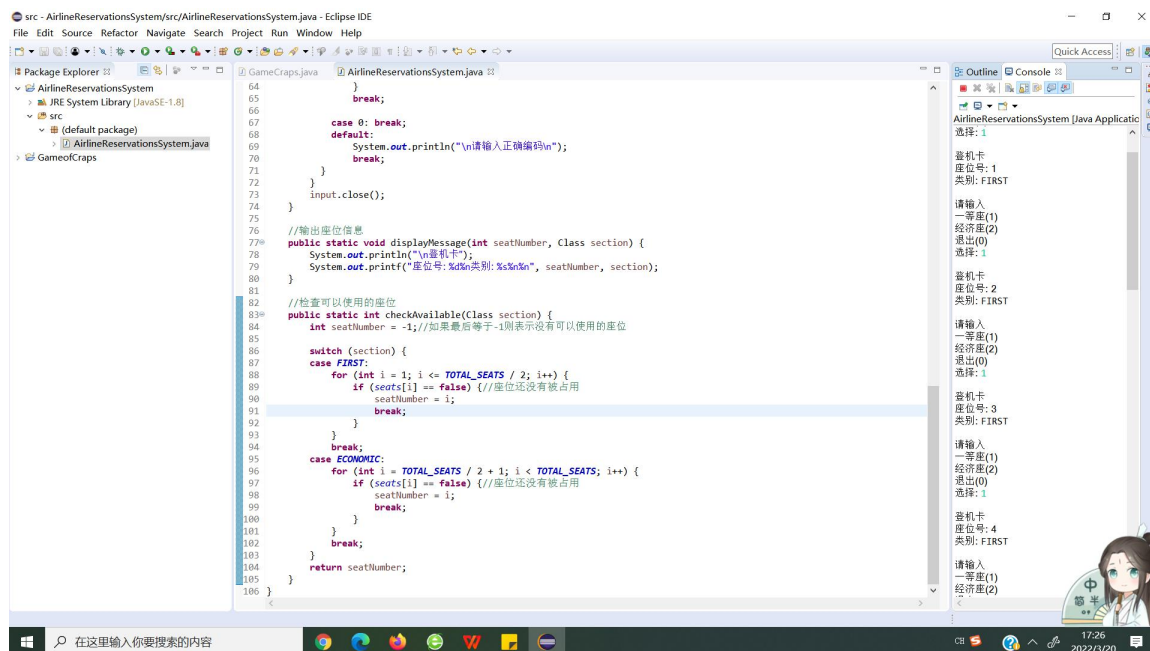 src - AirlineReservationsSystem/src/AirlineReservationsSystem.java - Eclipse IDE
File Edit Source Refactor Navigate Search Project Run Window Help
Quick Access
Package Explorer
AirlineReservationsSystem
JRE System Library [JavaSE-1.8]
src
(default package)
AirlineReservationsSystem.java
GameofCraps
GameCraps.java AirlineReservationsSystem.java
64 }
65 break;
66
67 case 0: break;
68 default:
69 System.out.println("\n请输入正确编码\n");
70 break;
71 }
72 }
73 input.close();
74 }
75
76 //输出座位信息
77 public static void displayMessage(int seatNumber, Class section) {
78 System.out.println("\n登机卡");
79 System.out.printf("座位号: %d%n类别: %s%n%n", seatNumber, section);
80 }
81
82 //检查可以使用的座位
83 public static int checkAvailable(Class section) {
84 int seatNumber = -1;//如果最后等于-1则表示没有可以使用的座位
85
86 switch (section) {
87 case FIRST:
88 for (int i = 1; i <= TOTAL_SEATS / 2; i++) {
89 if (seats[i] == false) {//座位还没有被占用
90 seatNumber = i;
91 break;
92 }
93 }
94 break;
95 case ECONOMIC:
96 for (int i = TOTAL_SEATS / 2 + 1; i < TOTAL_SEATS; i++) {
97 if (seats[i] == false) {//座位还没有被占用
98 seatNumber = i;
99 break;
100 }
101 }
102 break;
103 }
104 return seatNumber;
105 }
106 }
Outline Console
AirlineReservationsSystem [Java Applicatic
选择: 1
登机卡
座位号: 1
类别: FIRST
请输入
一等座(1)
经济座(2)
退出(0)
选择: 1
登机卡
座位号: 2
类别: FIRST
请输入
一等座(1)
经济座(2)
退出(0)
选择: 1
登机卡
座位号: 3
类别: FIRST
请输入
一等座(1)
经济座(2)
退出(0)
选择: 1
登机卡
座位号: 4
类别: FIRST
请输入
一等座(1)
经济座(2)
中
简 半
在这里输入你要搜索的内容
CH
17:26
2022/3/20